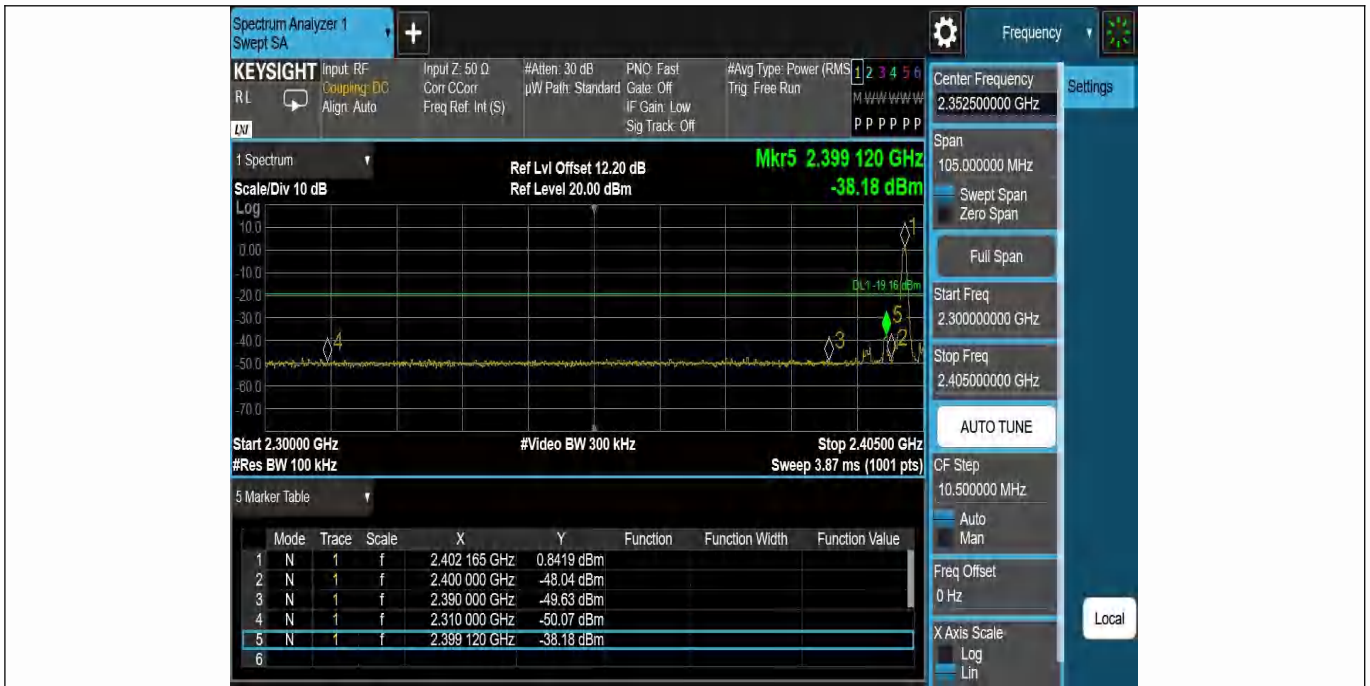 Spectrum Analyzer 1
Swept SA
+
Frequency
KEYSIGHT
RL
LXI
Input: RF
Coupling: DC
Align: Auto
Input Z: 50 Ω
Corr CCorr
Freq Ref: Int (S)
#Atten: 30 dB
µW Path: Standard
PNO: Fast
Gate: Off
IF Gain: Low
Sig Track: Off
#Avg Type: Power (RMS
Trig: Free Run
1 2 3 4 5 6
M W W W W W
P P P P P P
1 Spectrum
Scale/Div 10 dB
Ref Lvl Offset 12.20 dB
Ref Level 20.00 dBm
Mkr5 2.399 120 GHz
-38.18 dBm
Log
10.0
0.00
-10.0
-20.0
-30.0
-40.0
-50.0
-60.0
-70.0
1
DL1 -19.16 dBm
5
4
3
2
Start 2.30000 GHz
#Video BW 300 kHz
Stop 2.40500 GHz
#Res BW 100 kHz
Sweep 3.87 ms (1001 pts)
5 Marker Table
Mode Trace Scale X Y Function Function Width Function Value
1 N 1 f 2.402 165 GHz 0.8419 dBm
2 N 1 f 2.400 000 GHz -48.04 dBm
3 N 1 f 2.390 000 GHz -49.63 dBm
4 N 1 f 2.310 000 GHz -50.07 dBm
5 N 1 f 2.399 120 GHz -38.18 dBm
6
Center Frequency
2.352500000 GHz
Settings
Span
105.000000 MHz
Swept Span
Zero Span
Full Span
Start Freq
2.300000000 GHz
Stop Freq
2.405000000 GHz
AUTO TUNE
CF Step
10.500000 MHz
Auto
Man
Freq Offset
0 Hz
Local
X Axis Scale
Log
Lin